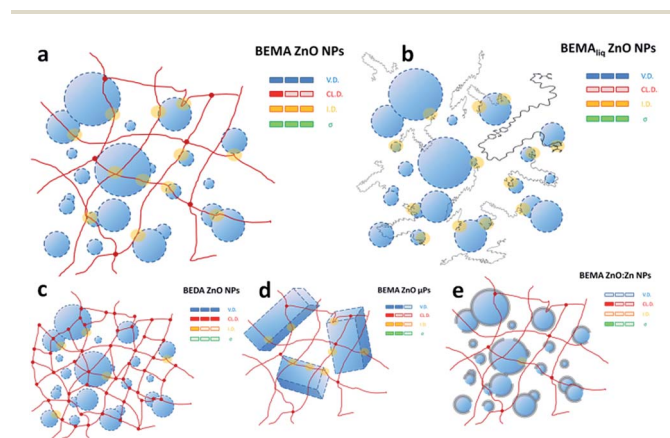 a
BEMA ZnO NPs
V.D.
CL.D.
I.D.
σ
b
BEMAliq ZnO NPs
V.D.
CL.D.
I.D.
σ
c
BEDA ZnO NPs
V.D.
CL.D.
I.D.
σ
d
BEMA ZnO µPs
V.D.
CL.D.
I.D.
σ
e
BEMA ZnO:Zn NPs
V.D.
CL.D.
I.D.
σ